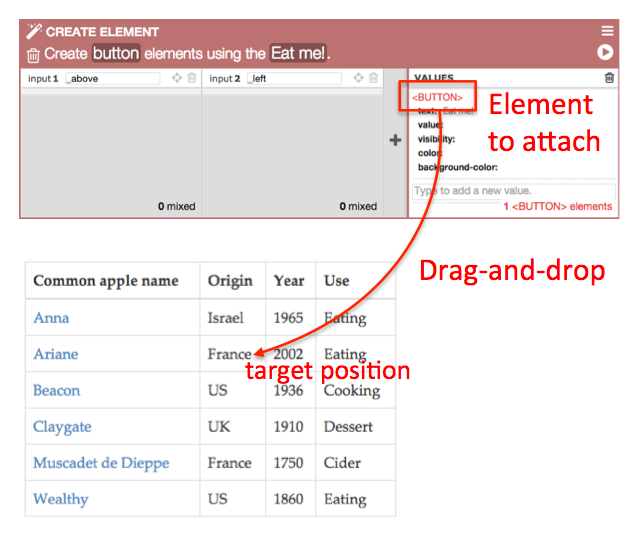 CREATE ELEMENT
Create button elements using the Eat me!.
input 1 _above
input 2 _left
VALUES
<BUTTON>
text: Eat me!
value:
visibility:
color:
background-color:
Type to add a new value.
0 mixed
0 mixed
1 <BUTTON> elements
Element
to attach
Drag-and-drop
target position
Common apple name Origin Year Use
Anna Israel 1965 Eating
Ariane France 2002 Eating
Beacon US 1936 Cooking
Claygate UK 1910 Dessert
Muscadet de Dieppe France 1750 Cider
Wealthy US 1860 Eating